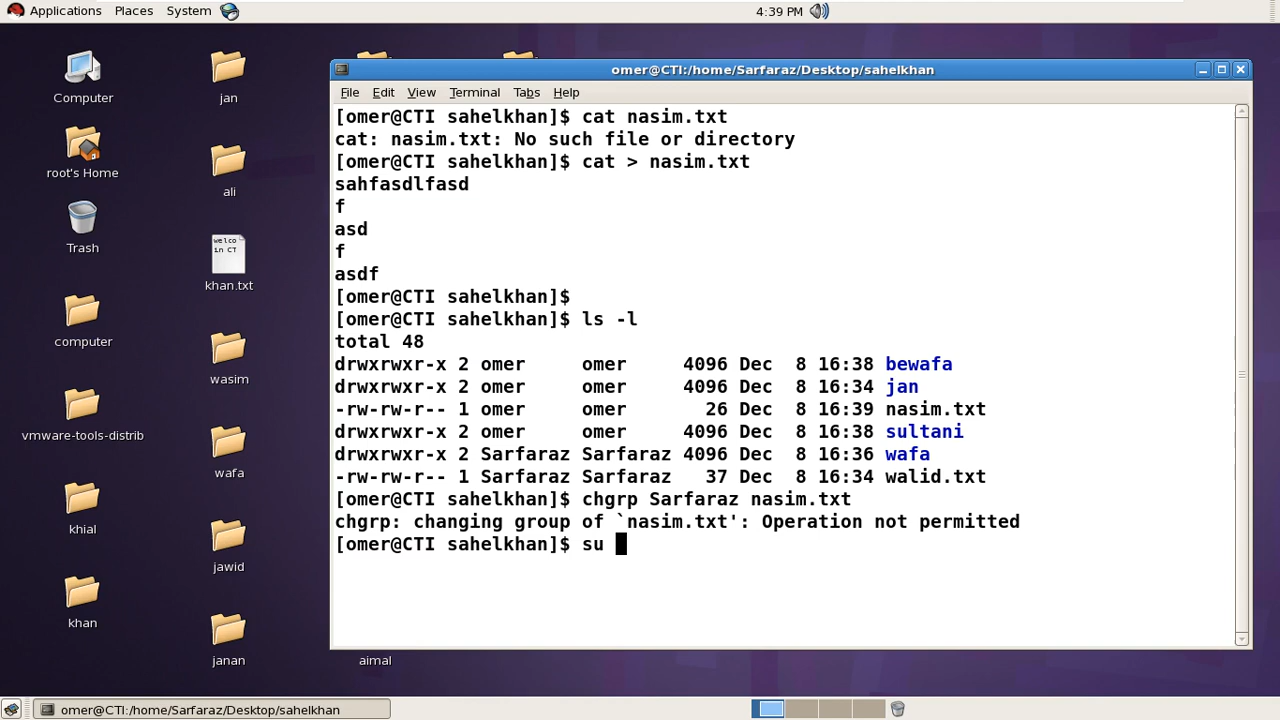 Applications Places System 4:39 PM
Computer
root's Home
Trash
computer
vmware-tools-distrib
khial
khan
jan
ali
welco
in CT
khan.txt
wasim
wafa
jawid
janan
aimal
omer@CTI:/home/Sarfaraz/Desktop/sahelkhan
File Edit View Terminal Tabs Help
[omer@CTI sahelkhan]$ cat nasim.txt
cat: nasim.txt: No such file or directory
[omer@CTI sahelkhan]$ cat > nasim.txt
sahfasdlfasd
f
asd
f
asdf
[omer@CTI sahelkhan]$
[omer@CTI sahelkhan]$ ls -l
total 48
drwxrwxr-x 2 omer     omer     4096 Dec  8 16:38 bewafa
drwxrwxr-x 2 omer     omer     4096 Dec  8 16:34 jan
-rw-rw-r-- 1 omer     omer       26 Dec  8 16:39 nasim.txt
drwxrwxr-x 2 omer     omer     4096 Dec  8 16:38 sultani
drwxrwxr-x 2 Sarfaraz Sarfaraz 4096 Dec  8 16:36 wafa
-rw-rw-r-- 1 Sarfaraz Sarfaraz   37 Dec  8 16:34 walid.txt
[omer@CTI sahelkhan]$ chgrp Sarfaraz nasim.txt
chgrp: changing group of `nasim.txt': Operation not permitted
[omer@CTI sahelkhan]$ su
omer@CTI:/home/Sarfaraz/Desktop/sahelkhan